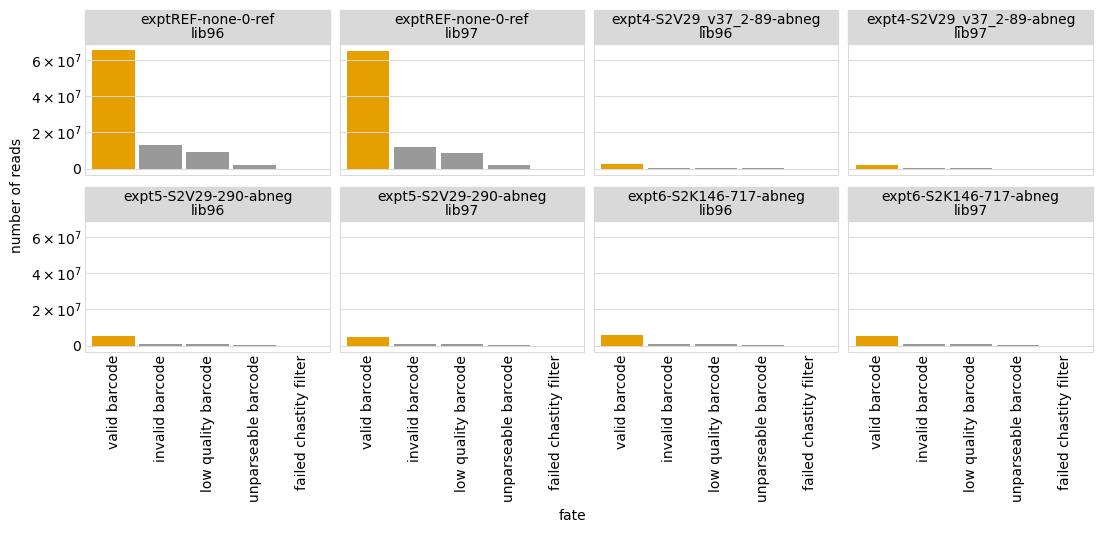 exptREF-none-0-ref
lib96
exptREF-none-0-ref
lib97
expt4-S2V29_v37_2-89-abneg
lib96
expt4-S2V29_v37_2-89-abneg
lib97
6 × 10⁷
4 × 10⁷
2 × 10⁷
0
number of reads
expt5-S2V29-290-abneg
lib96
expt5-S2V29-290-abneg
lib97
expt6-S2K146-717-abneg
lib96
expt6-S2K146-717-abneg
lib97
6 × 10⁷
4 × 10⁷
2 × 10⁷
0
valid barcode
invalid barcode
low quality barcode
unparseable barcode
failed chastity filter
valid barcode
invalid barcode
low quality barcode
unparseable barcode
failed chastity filter
valid barcode
invalid barcode
low quality barcode
unparseable barcode
failed chastity filter
valid barcode
invalid barcode
low quality barcode
unparseable barcode
failed chastity filter
fate